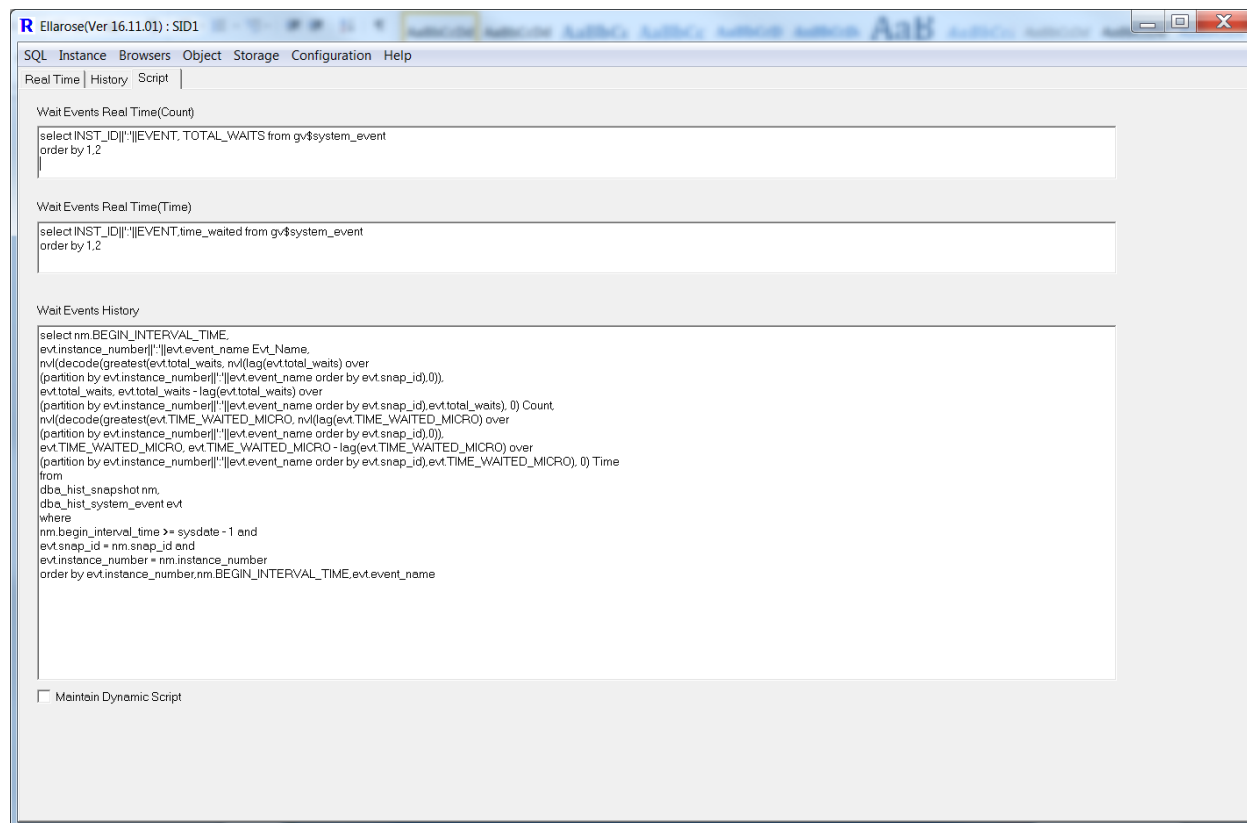 Ellarose(Ver 16.11.01) : SID1
SQL Instance Browsers Object Storage Configuration Help
Real Time History Script
Wait Events Real Time(Count)
select INST_ID||':'||EVENT, TOTAL_WAITS from gv$system_event
order by 1,2
Wait Events Real Time(Time)
select INST_ID||':'||EVENT,time_waited from gv$system_event
order by 1,2
Wait Events History
select nm.BEGIN_INTERVAL_TIME,
evt.instance_number||':'||evt.event_name Evt_Name,
nvl(decode(greatest(evt.total_waits, nvl(lag(evt.total_waits) over
(partition by evt.instance_number||':'||evt.event_name order by evt.snap_id),0)),
evt.total_waits, evt.total_waits - lag(evt.total_waits) over
(partition by evt.instance_number||':'||evt.event_name order by evt.snap_id),evt.total_waits), 0) Count,
nvl(decode(greatest(evt.TIME_WAITED_MICRO, nvl(lag(evt.TIME_WAITED_MICRO) over
(partition by evt.instance_number||':'||evt.event_name order by evt.snap_id),0)),
evt.TIME_WAITED_MICRO, evt.TIME_WAITED_MICRO - lag(evt.TIME_WAITED_MICRO) over
(partition by evt.instance_number||':'||evt.event_name order by evt.snap_id),evt.TIME_WAITED_MICRO), 0) Time
from
dba_hist_snapshot nm,
dba_hist_system_event evt
where
nm.begin_interval_time >= sysdate - 1 and
evt.snap_id = nm.snap_id and
evt.instance_number = nm.instance_number
order by evt.instance_number,nm.BEGIN_INTERVAL_TIME,evt.event_name
Maintain Dynamic Script